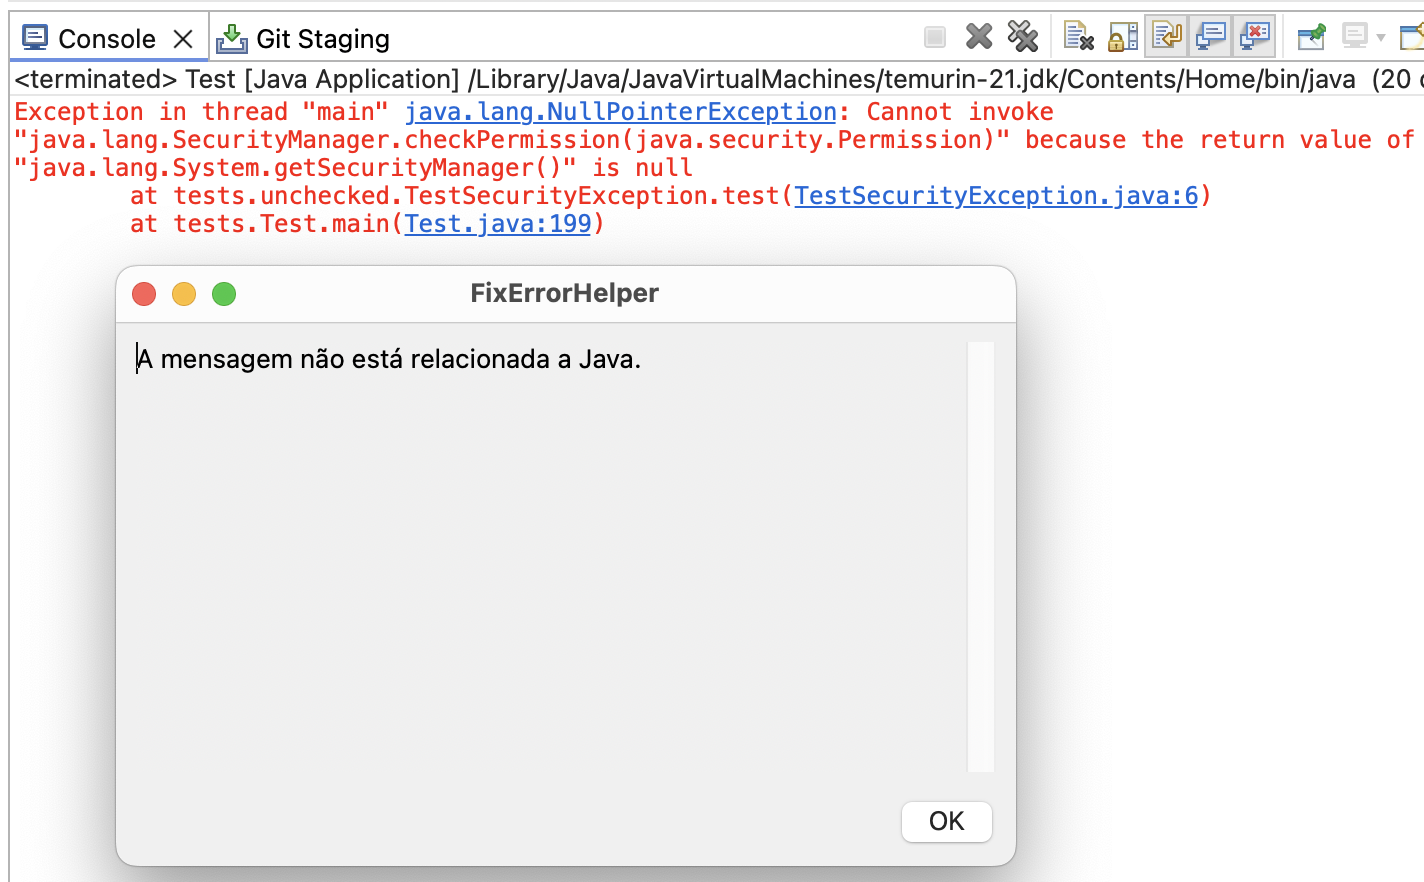 Console Git Staging
<terminated> Test [Java Application] /Library/Java/JavaVirtualMachines/temurin-21.jdk/Contents/Home/bin/java (20
Exception in thread "main" java.lang.NullPointerException: Cannot invoke
"java.lang.SecurityManager.checkPermission(java.security.Permission)" because the return value of
"java.lang.System.getSecurityManager()" is null
at tests.unchecked.TestSecurityException.test(TestSecurityException.java:6)
at tests.Test.main(Test.java:199)
FixErrorHelper
A mensagem não está relacionada a Java.
OK